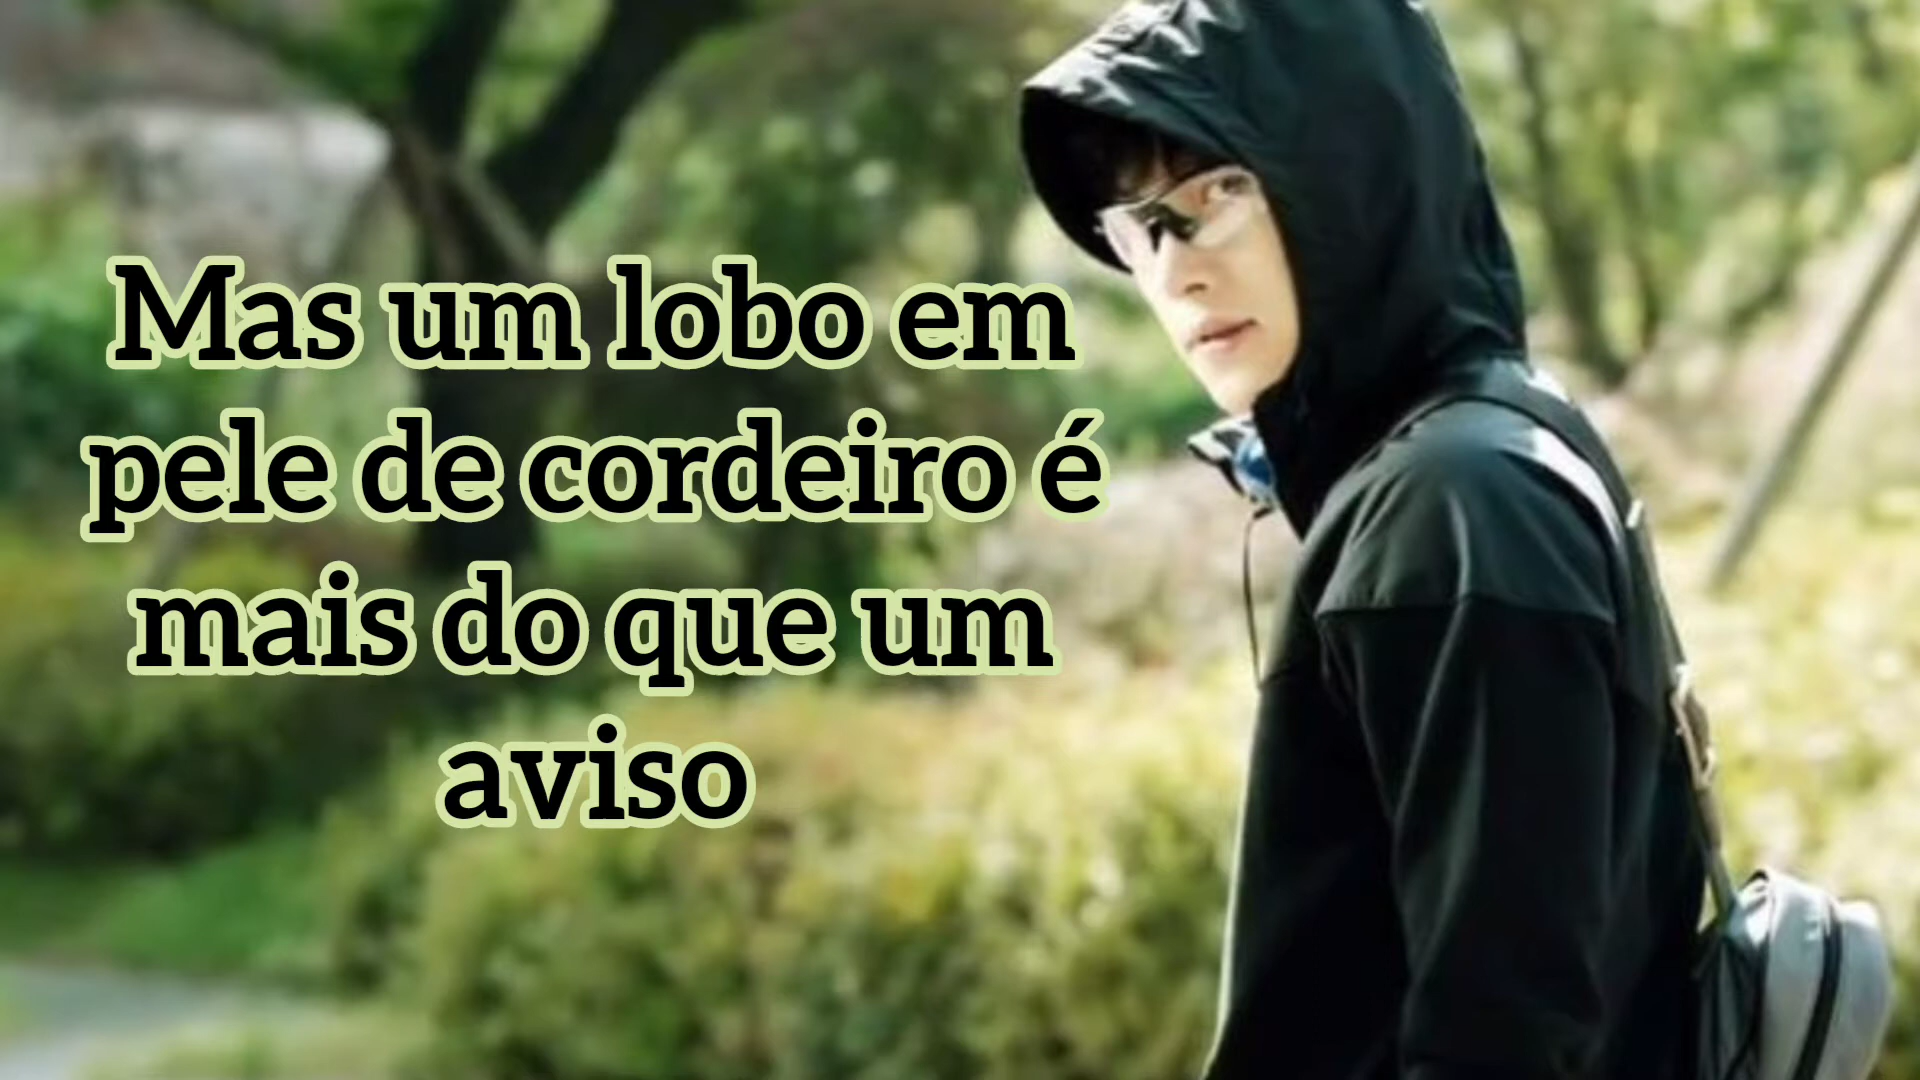 Mas um lobo em
pele de cordeiro é
mais do que um
aviso